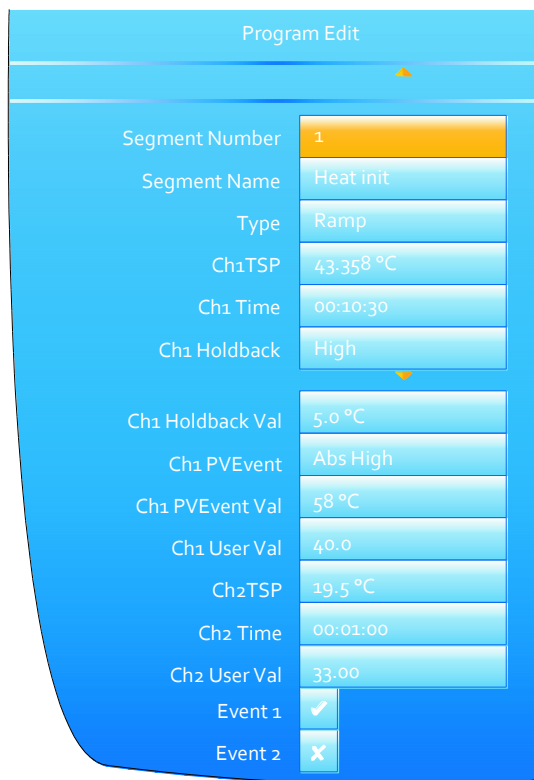 Program Edit
Segment Number 1
Segment Name Heat init
Type Ramp
Ch1TSP 43.358 °C
Ch1 Time 00:10:30
Ch1 Holdback High
Ch1 Holdback Val 5.0 °C
Ch1 PVEvent Abs High
Ch1 PVEvent Val 58 °C
Ch1 User Val 40.0
Ch2TSP 19.5 °C
Ch2 Time 00:01:00
Ch2 User Val 33.00
Event 1 ✔
Event 2 ✘